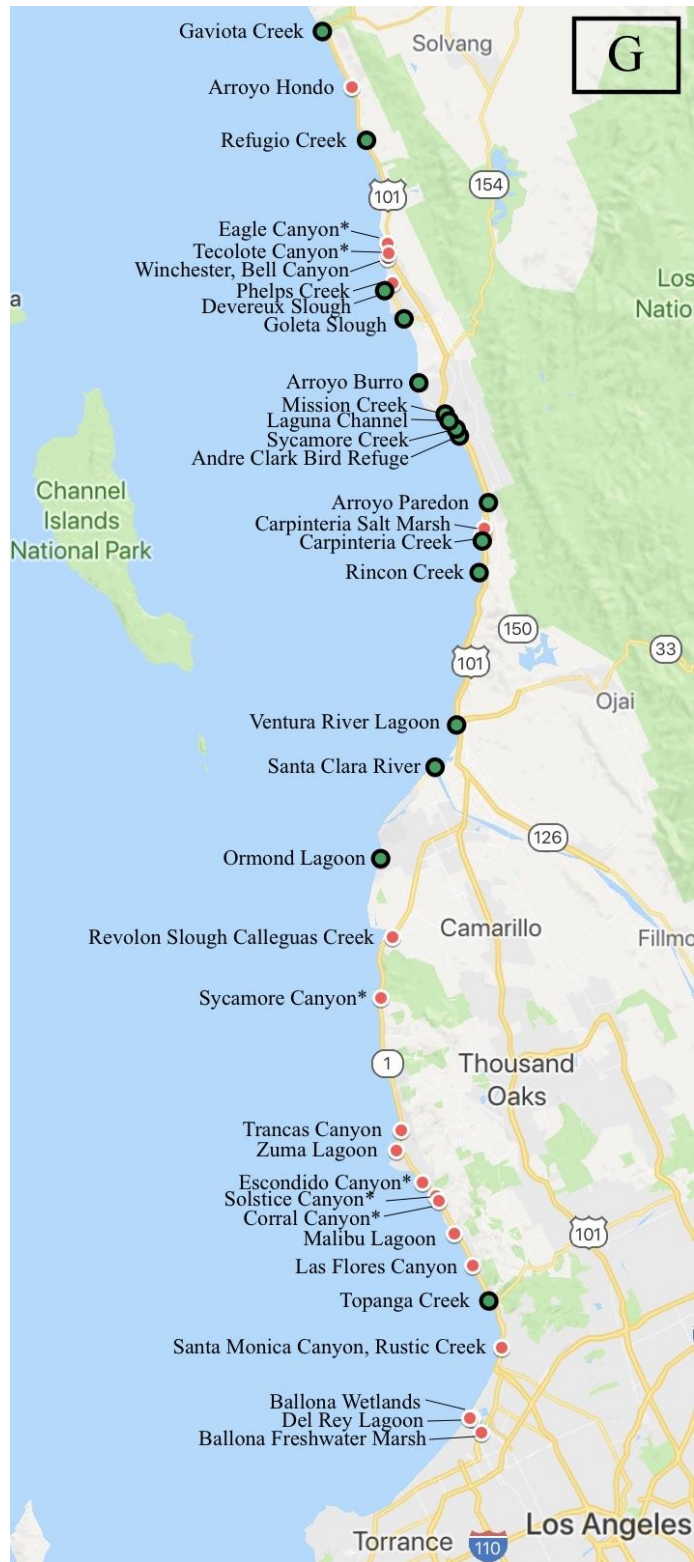 G
Gaviota Creek
Solvang
Arroyo Hondo
Refugio Creek
154
101
Eagle Canyon*
Tecolote Canyon*
Winchester, Bell Canyon
Los
Phelps Creek
Natio
a
Devereux Slough
Goleta Slough
Arroyo Burro
Mission Creek
Laguna Channel
Sycamore Creek
Andre Clark Bird Refuge
Channel
Islands
National Park
Arroyo Paredon
Carpinteria Salt Marsh
Carpinteria Creek
Rincon Creek
150
33
101
Ojai
Ventura River Lagoon
Santa Clara River
126
Ormond Lagoon
Camarillo
Revolon Slough Calleguas Creek
Fillmo
Sycamore Canyon*
1
Thousand
Oaks
Trancas Canyon
Zuma Lagoon
Escondido Canyon*
Solstice Canyon*
Corral Canyon*
101
Malibu Lagoon
Las Flores Canyon
Topanga Creek
Santa Monica Canyon, Rustic Creek
Ballona Wetlands
Del Rey Lagoon
Ballona Freshwater Marsh
Los Angeles
Torrance
110